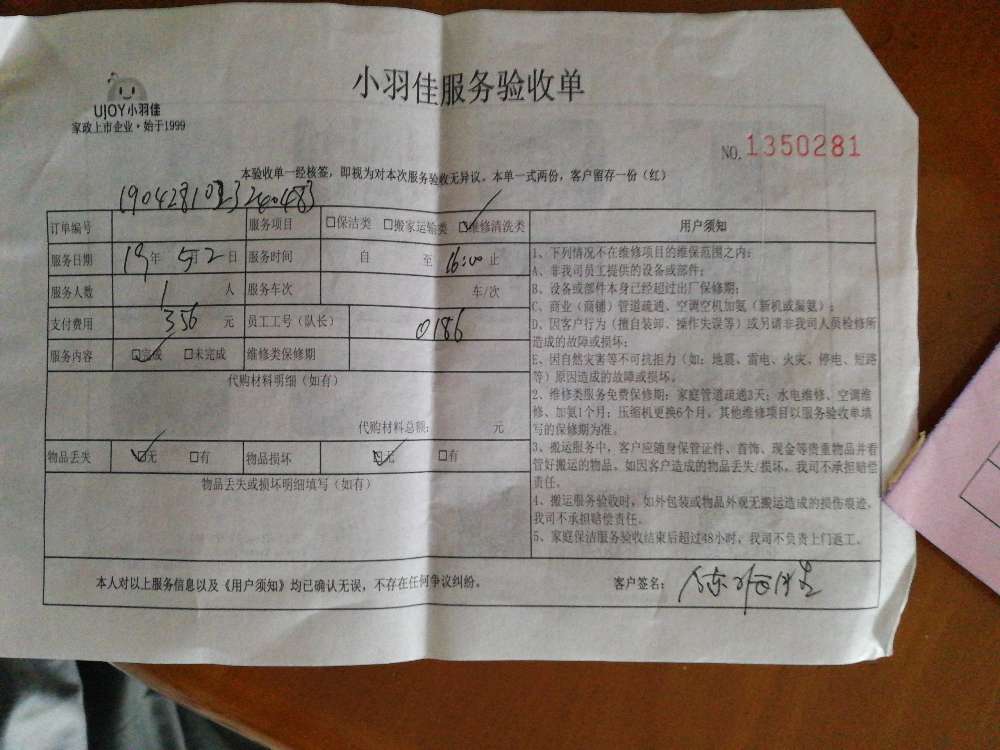 UJOY小羽佳
家政上市企业·始于1999
小羽佳服务验收单
NO.1350281
本验收单一经核签，即视为对本次服务验收无异议。本单一式两份，客户留存一份（红）
订单编号
服务项目 □保洁类 □搬家运输类 □维修清洗类
服务日期 19年 5月2日 服务时间 自 至 16:00止
服务人数 1人 服务车次 车/次
支付费用 356元 员工工号（队长） 0186
服务内容 □完成 □未完成 维修类保修期
代购材料明细（如有）
代购材料总额： 元
物品丢失 □无 □有 物品损坏 □无 □有
物品丢失或损坏明细填写（如有）
用户须知
1、下列情况不在维修项目的维保范围之内：
A、非我司员工提供的设备或部件；
B、设备或部件本身已经超过出厂保修期；
C、商业（商铺）管道疏通、空调空机加氨（新机或漏氨）；
D、因客户行为（擅自装卸、操作失误等）或另请非我司人员检修所
造成的故障或损坏；
E、因自然灾害等不可抗拒力（如：地震、雷电、火灾、停电、短路
等）原因造成的故障或损坏。
2、维修类服务免费保修期：家庭管道疏通3天；水电维修、空调维
修、加氨1个月；压缩机更换6个月。其他维修项目以服务验收单填
写的保修期为准。
3、搬运服务中，客户应随身保管证件、首饰、现金等贵重物品并看
管好搬运的物品。如因客户造成的物品丢失/损坏，我司不承担赔偿
责任。
4、搬运服务验收时，如外包装或物品外观无搬运造成的损伤痕迹，
我司不承担赔偿责任。
5、家庭保洁服务验收结束后超过48小时，我司不负责上门返工。
本人对以上服务信息以及《用户须知》均已确认无误，不存在任何争议纠纷。
客户签名：